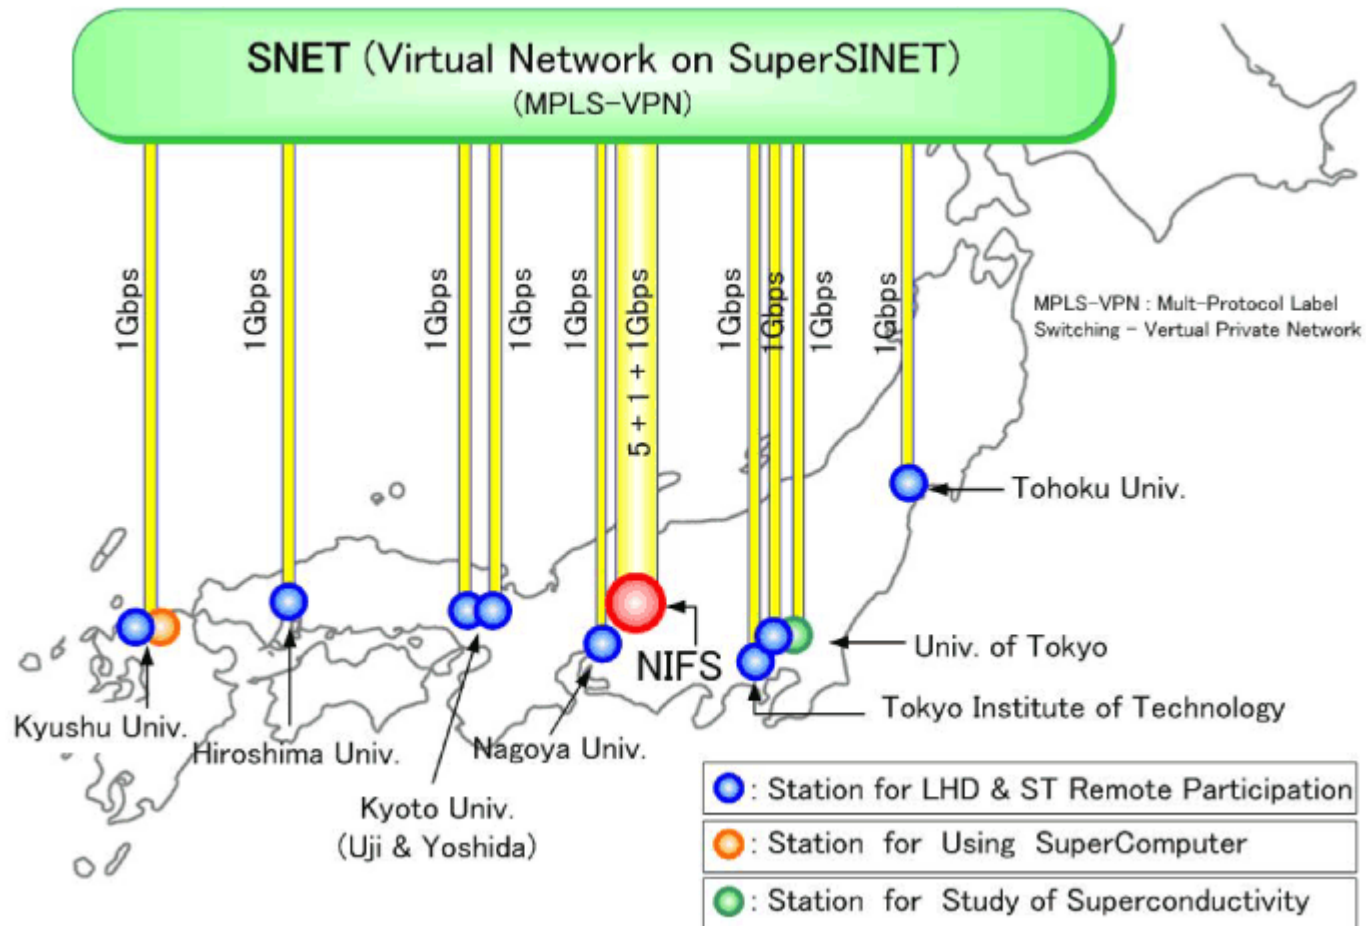 SNET (Virtual Network on SuperSINET)
(MPLS-VPN)
1Gbps
1Gbps
1Gbps
1Gbps
1Gbps
5 + 1 + 1Gbps
1Gbps
1Gbps
1Gbps
1Gbps
MPLS-VPN : Mult-Protocol Label
Switching - Vertual Private Network
Tohoku Univ.
Univ. of Tokyo
NIFS
Tokyo Institute of Technology
Kyushu Univ.
Hiroshima Univ.
Nagoya Univ.
Kyoto Univ.
(Uji & Yoshida)
: Station for LHD & ST Remote Participation
: Station for Using SuperComputer
: Station for Study of Superconductivity